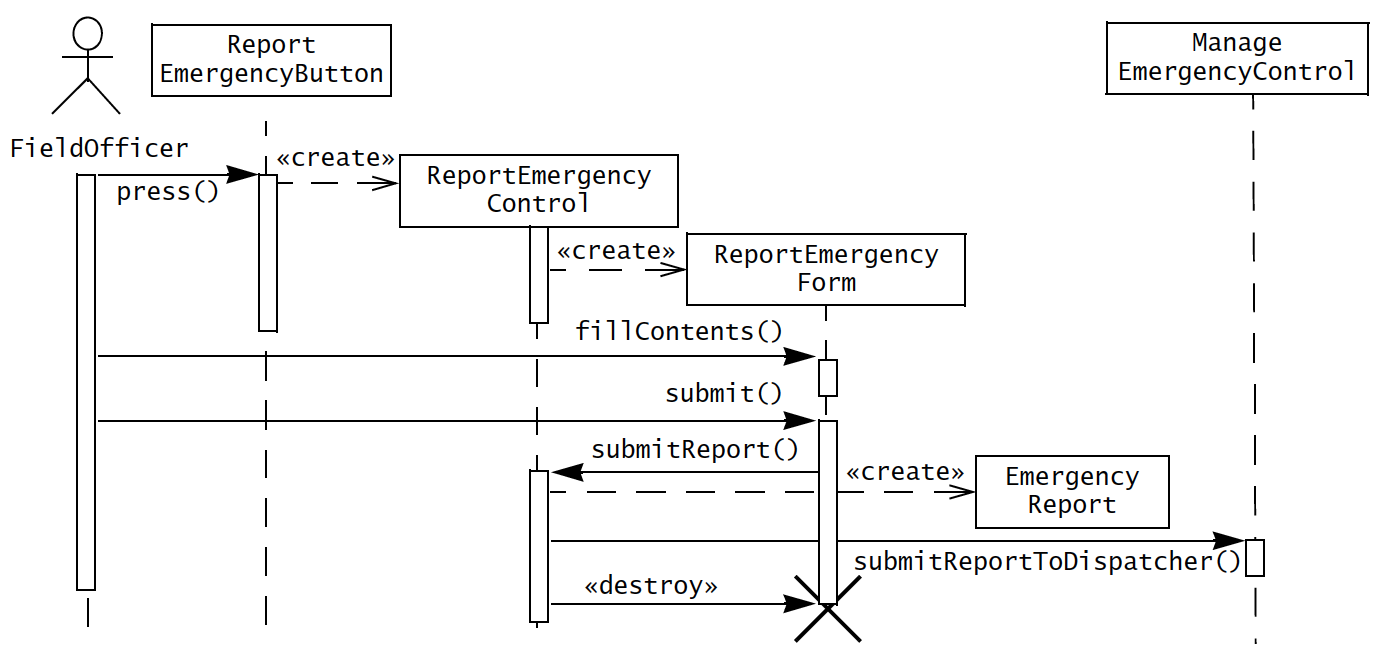 Report
EmergencyButton
Manage
EmergencyControl
FieldOfficer
«create»
press()
ReportEmergency
Control
«create»
ReportEmergency
Form
fillContents()
submit()
submitReport()
«create»
Emergency
Report
submitReportToDispatcher()
«destroy»